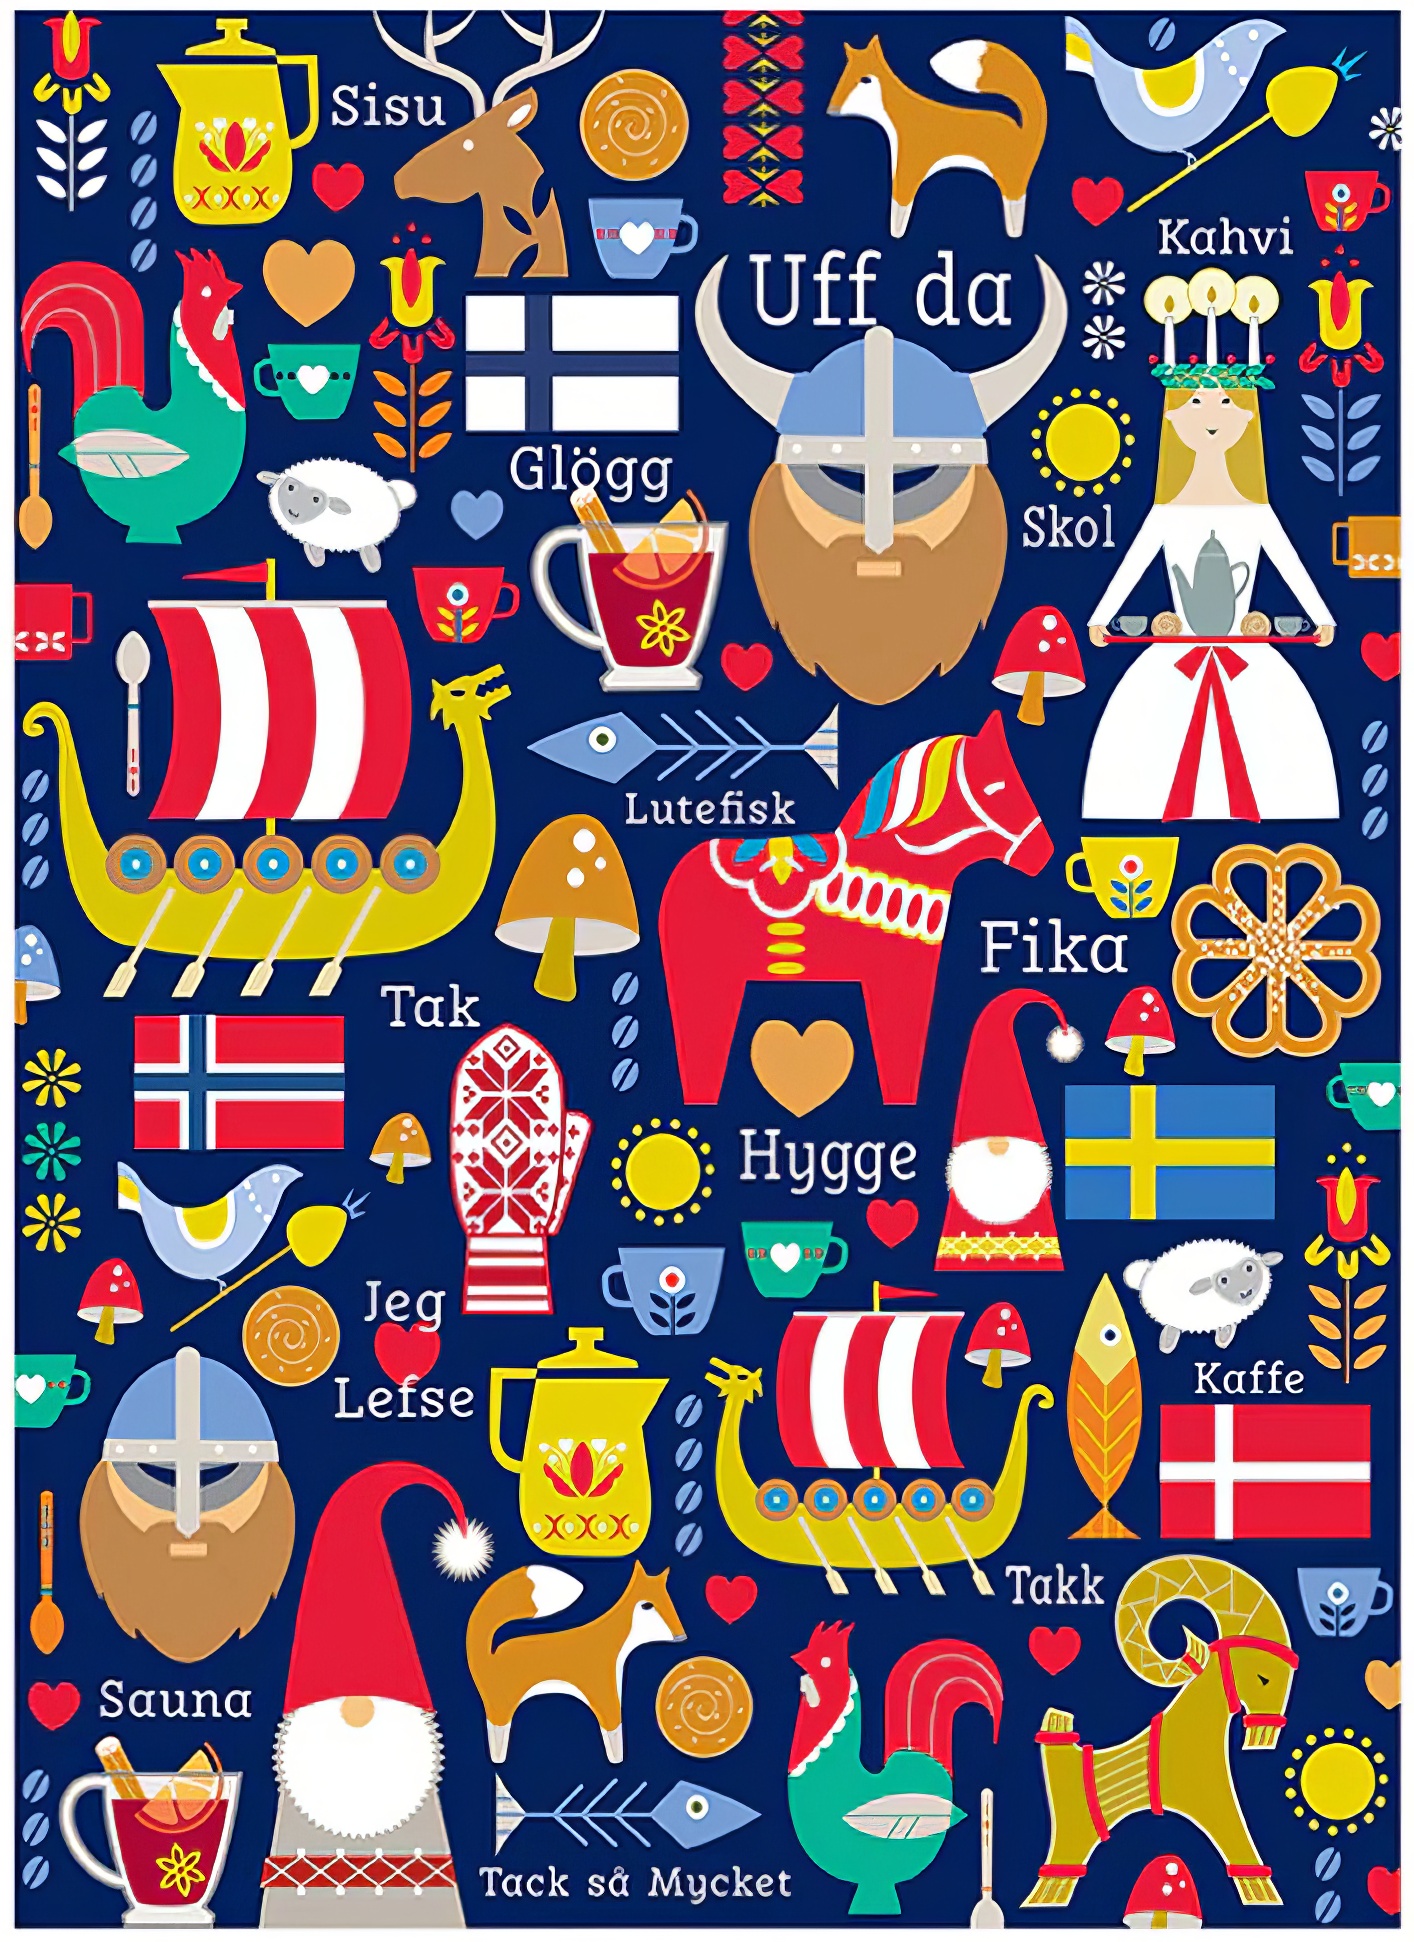 Sisu
Kahvi
Uff da
Glögg
Skol
Lutefisk
Fika
Tak
Hygge
Jeg
Lefse
Kaffe
Takk
Sauna
Tack så Mycket